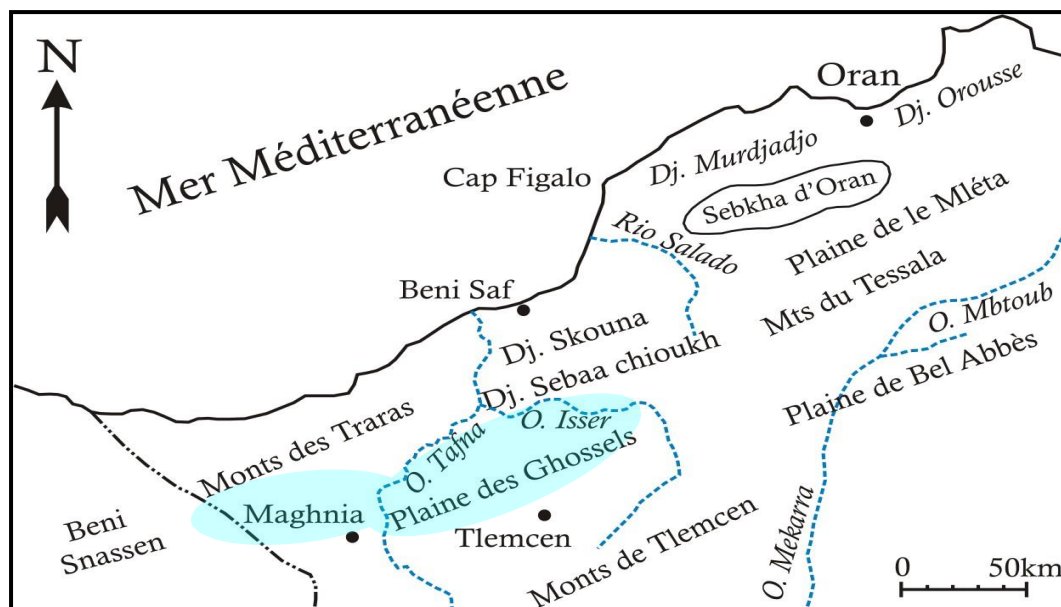 N
Mer Méditerranéenne
Oran
Dj. Orousse
Dj. Murdjadjo
Cap Figalo
Sebkha d'Oran
Rio Salado
Plaine de le Mléta
Mts du Tessala
Beni Saf
O. Mbtoub
Dj. Skouna
Dj. Sebaa chioukh
Plaine de Bel Abbès
O. Isser
Monts des Traras
O. Tafna
Plaine des Ghossels
Maghnia
Beni
Snassen
Tlemcen
Monts de Tlemcen
O. Mekarra
0 50km